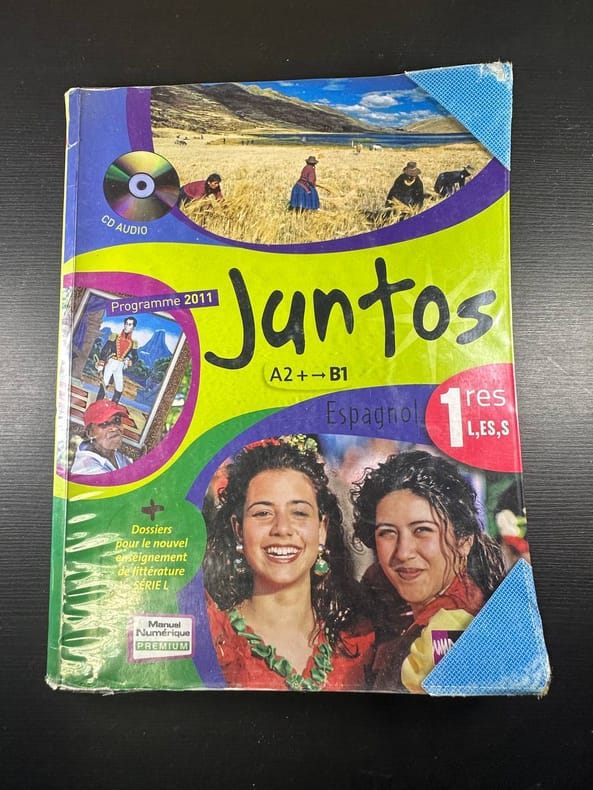 CD AUDIO
Programme 2011
Juntos
A2+→B1
Espagnol
1res
L,ES,S
+
Dossiers
pour le nouvel
enseignement
de littérature
SÉRIE L
Manuel
Numérique
PREMIUM